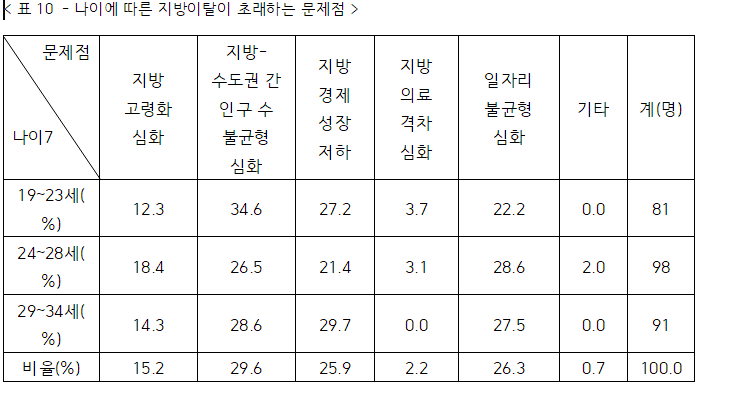 < 표 10 - 나이에 따른 지방이탈이 초래하는 문제점 >
문제점
나이7
지방
고령화
심화
지방-
수도권 간
인구 수
불균형
심화
지방
경제
성장
저하
지방
의료
격차
심화
일자리
불균형
심화
기타
계(명)
19~23세(
%)
12.3 34.6 27.2 3.7 22.2 0.0 81
24~28세(
%)
18.4 26.5 21.4 3.1 28.6 2.0 98
29~34세(
%)
14.3 28.6 29.7 0.0 27.5 0.0 91
비율(%) 15.2 29.6 25.9 2.2 26.3 0.7 100.0